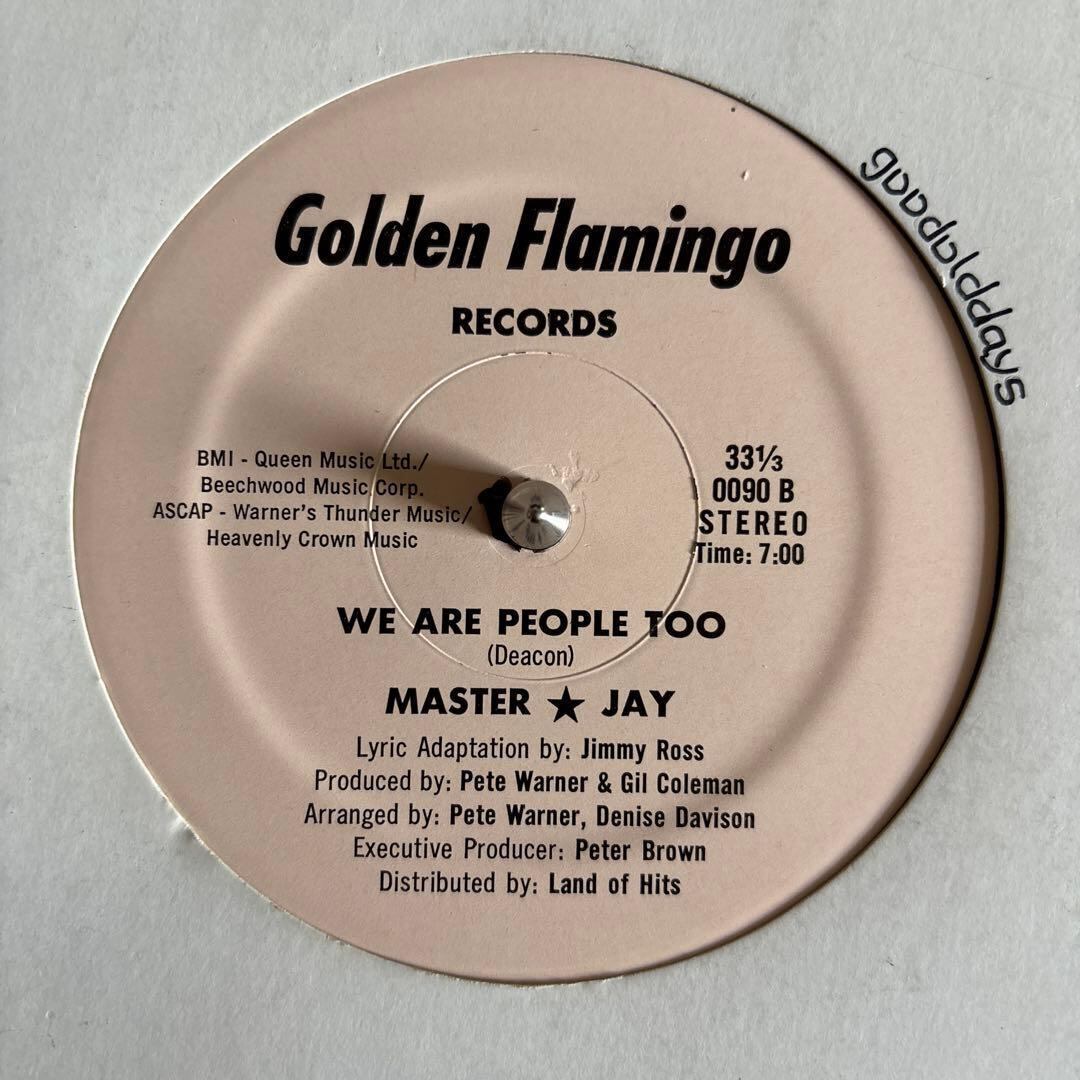 Golden Flamingo
RECORDS
gooddolddays
BMI - Queen Music Ltd./
Beechwood Music Corp.
ASCAP - Warner's Thunder Music/
Heavenly Crown Music
33⅓
0090 B
STEREO
Time: 7:00
WE ARE PEOPLE TOO
(Deacon)
MASTER ★ JAY
Lyric Adaptation by: Jimmy Ross
Produced by: Pete Warner & Gil Coleman
Arranged by: Pete Warner, Denise Davison
Executive Producer: Peter Brown
Distributed by: Land of Hits